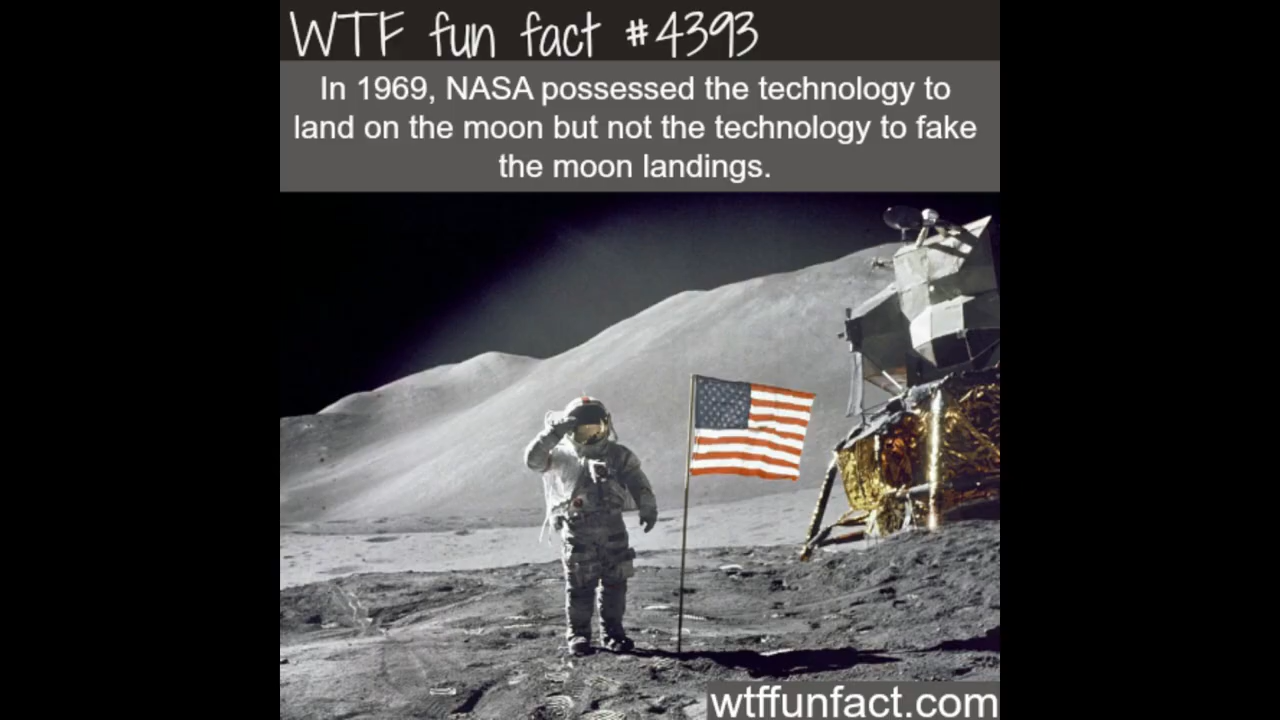 WTF fun fact #4393
In 1969, NASA possessed the technology to
land on the moon but not the technology to fake
the moon landings.
wtffunfact.com